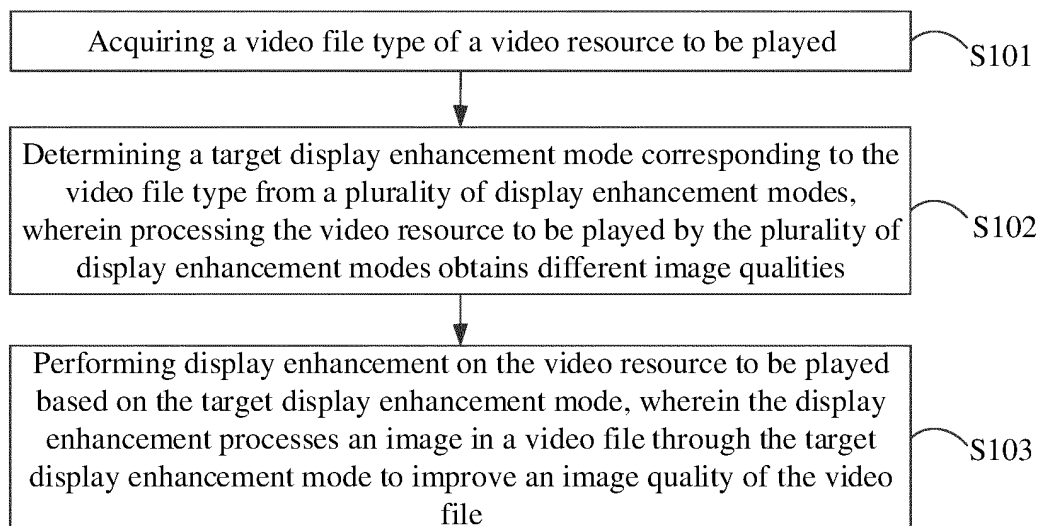 Acquiring a video file type of a video resource to be played
S101
Determining a target display enhancement mode corresponding to the
video file type from a plurality of display enhancement modes,
wherein processing the video resource to be played by the plurality of
display enhancement modes obtains different image qualities
S102
Performing display enhancement on the video resource to be played
based on the target display enhancement mode, wherein the display
enhancement processes an image in a video file through the target
display enhancement mode to improve an image quality of the video
file
S103